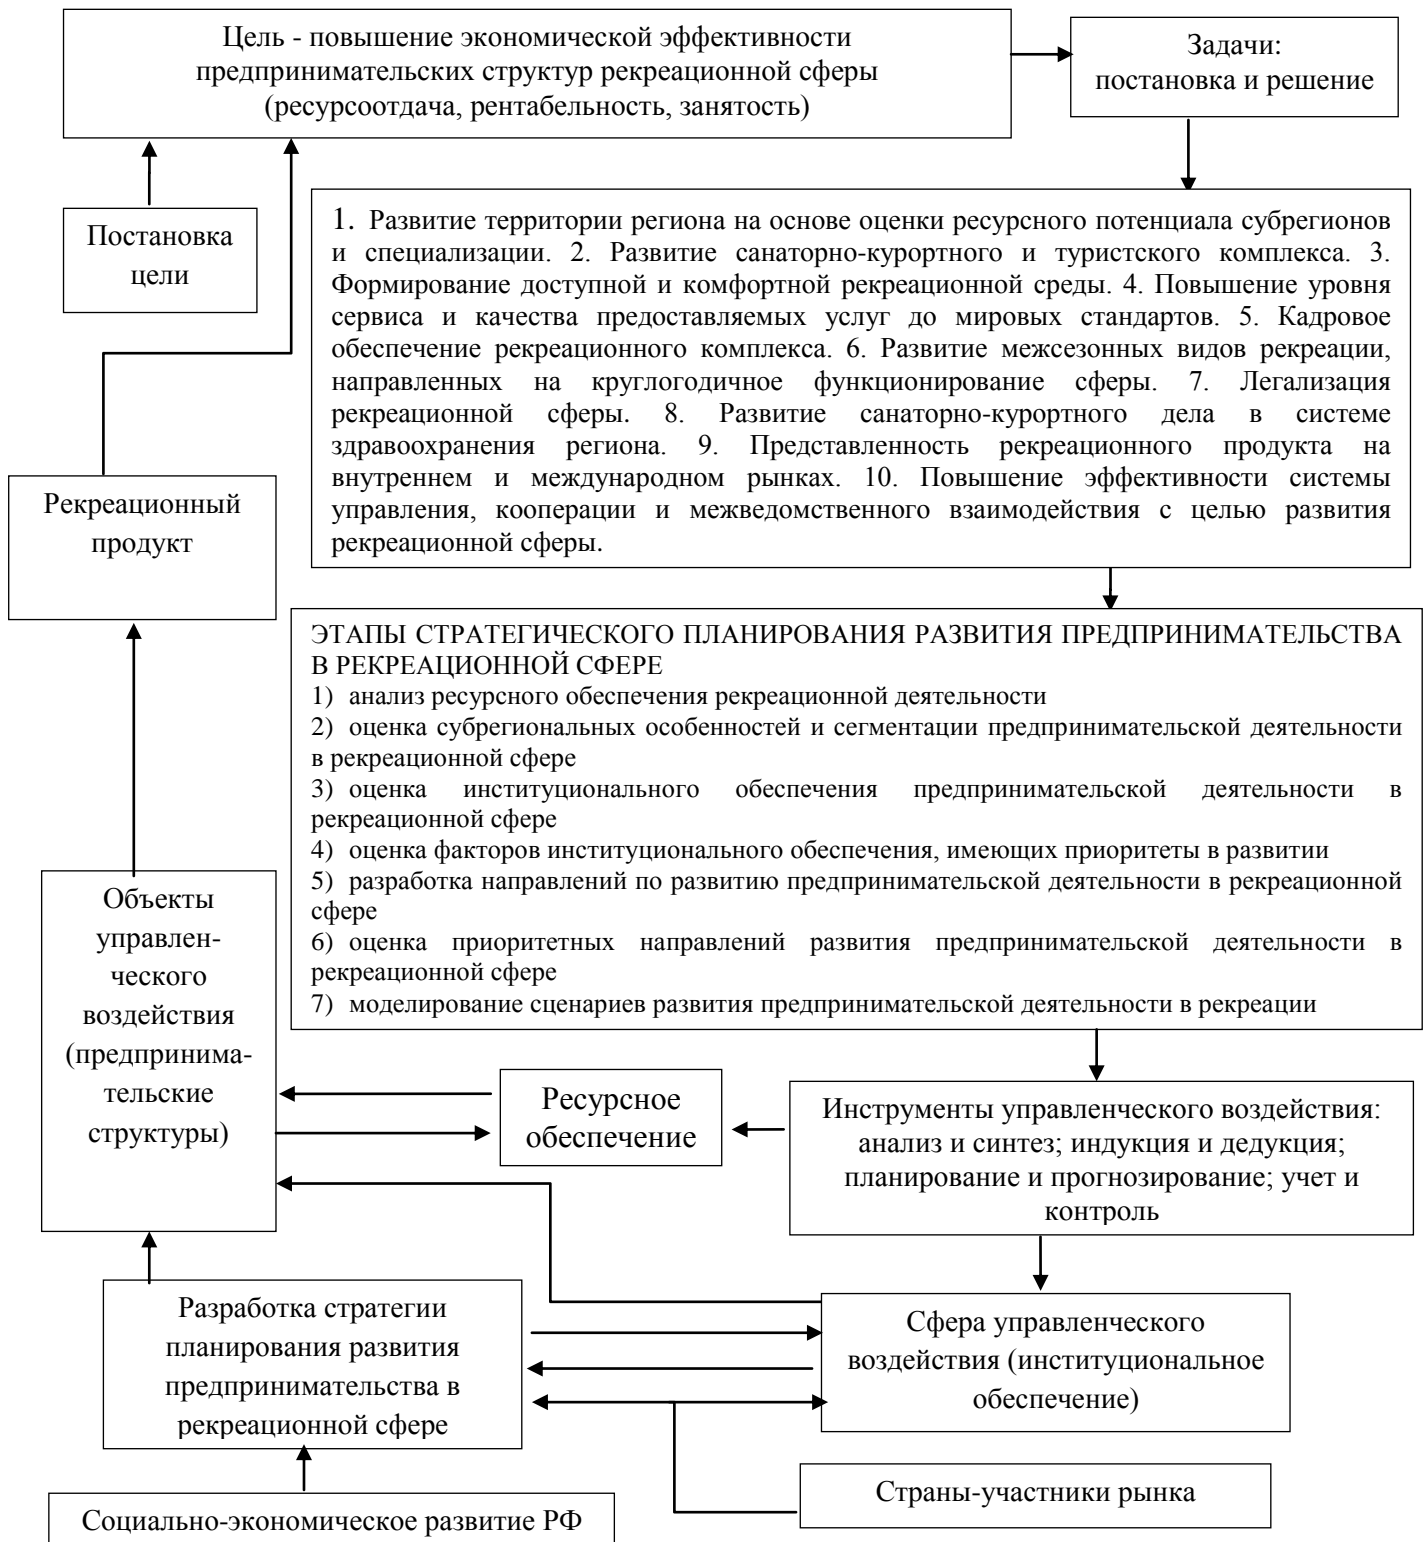 Цель - повышение экономической эффективности
предпринимательских структур рекреационной сферы
(ресурсоотдача, рентабельность, занятость)
Задачи:
постановка и решение
Постановка
цели
1. Развитие территории региона на основе оценки ресурсного потенциала субрегионов
и специализации. 2. Развитие санаторно-курортного и туристского комплекса. 3.
Формирование доступной и комфортной рекреационной среды. 4. Повышение уровня
сервиса и качества предоставляемых услуг до мировых стандартов. 5. Кадровое
обеспечение рекреационного комплекса. 6. Развитие межсезонных видов рекреации,
направленных на круглогодичное функционирование сферы. 7. Легализация
рекреационной сферы. 8. Развитие санаторно-курортного дела в системе
здравоохранения региона. 9. Представленность рекреационного продукта на
внутреннем и международном рынках. 10. Повышение эффективности системы
управления, кооперации и межведомственного взаимодействия с целью развития
рекреационной сферы.
Рекреационный
продукт
ЭТАПЫ СТРАТЕГИЧЕСКОГО ПЛАНИРОВАНИЯ РАЗВИТИЯ ПРЕДПРИНИМАТЕЛЬСТВА
В РЕКРЕАЦИОННОЙ СФЕРЕ
1) анализ ресурсного обеспечения рекреационной деятельности
2) оценка субрегиональных особенностей и сегментации предпринимательской деятельности
в рекреационной сфере
3) оценка институционального обеспечения предпринимательской деятельности в
рекреационной сфере
4) оценка факторов институционального обеспечения, имеющих приоритеты в развитии
5) разработка направлений по развитию предпринимательской деятельности в рекреационной
сфере
6) оценка приоритетных направлений развития предпринимательской деятельности в
рекреационной сфере
7) моделирование сценариев развития предпринимательской деятельности в рекреации
Объекты
управлен-
ческого
воздействия
(предпринима-
тельские
структуры)
Ресурсное
обеспечение
Инструменты управленческого воздействия:
анализ и синтез; индукция и дедукция;
планирование и прогнозирование; учет и
контроль
Разработка стратегии
планирования развития
предпринимательства в
рекреационной сфере
Сфера управленческого
воздействия (институциональное
обеспечение)
Страны-участники рынка
Социально-экономическое развитие РФ